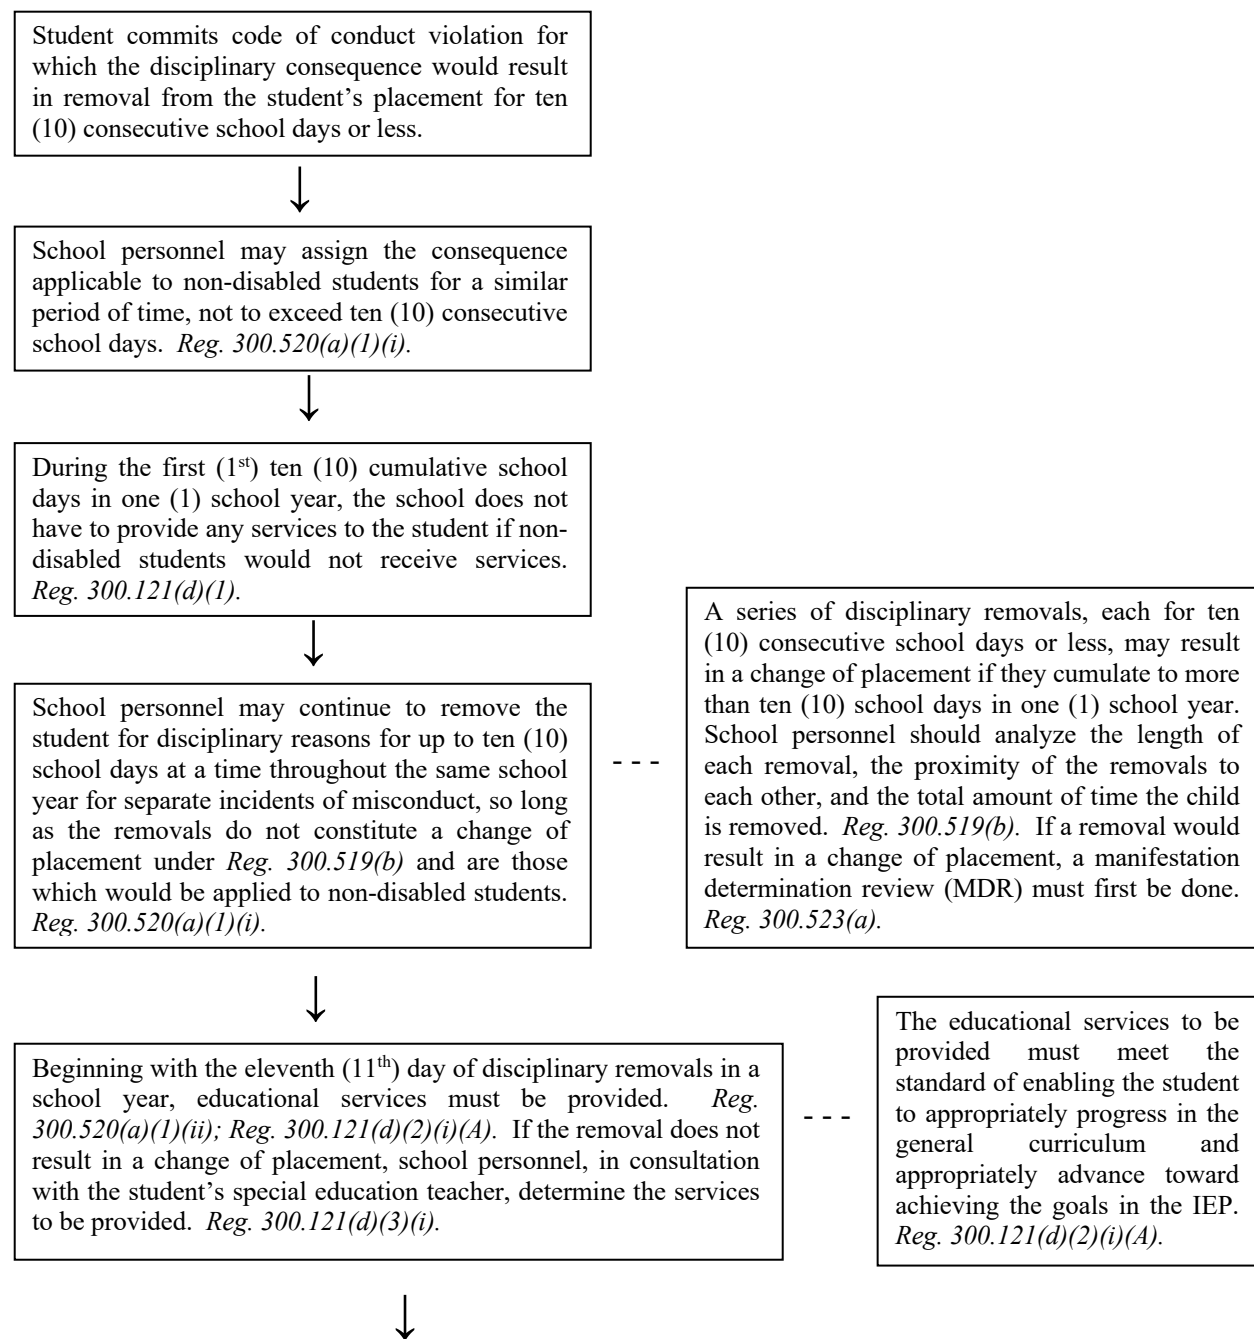 Student commits code of conduct violation for
which the disciplinary consequence would result
in removal from the student’s placement for ten
(10) consecutive school days or less.
School personnel may assign the consequence
applicable to non-disabled students for a similar
period of time, not to exceed ten (10) consecutive
school days. Reg. 300.520(a)(1)(i).
During the first (1st) ten (10) cumulative school
days in one (1) school year, the school does not
have to provide any services to the student if non-
disabled students would not receive services.
Reg. 300.121(d)(1).
School personnel may continue to remove the
student for disciplinary reasons for up to ten (10)
school days at a time throughout the same school
year for separate incidents of misconduct, so long
as the removals do not constitute a change of
placement under Reg. 300.519(b) and are those
which would be applied to non-disabled students.
Reg. 300.520(a)(1)(i).
- - -
A series of disciplinary removals, each for ten
(10) consecutive school days or less, may result
in a change of placement if they cumulate to more
than ten (10) school days in one (1) school year.
School personnel should analyze the length of
each removal, the proximity of the removals to
each other, and the total amount of time the child
is removed. Reg. 300.519(b). If a removal would
result in a change of placement, a manifestation
determination review (MDR) must first be done.
Reg. 300.523(a).
Beginning with the eleventh (11th) day of disciplinary removals in a
school year, educational services must be provided. Reg.
300.520(a)(1)(ii); Reg. 300.121(d)(2)(i)(A). If the removal does not
result in a change of placement, school personnel, in consultation
with the student’s special education teacher, determine the services
to be provided. Reg. 300.121(d)(3)(i).
- - -
The educational services to be
provided must meet the
standard of enabling the student
to appropriately progress in the
general curriculum and
appropriately advance toward
achieving the goals in the IEP.
Reg. 300.121(d)(2)(i)(A).